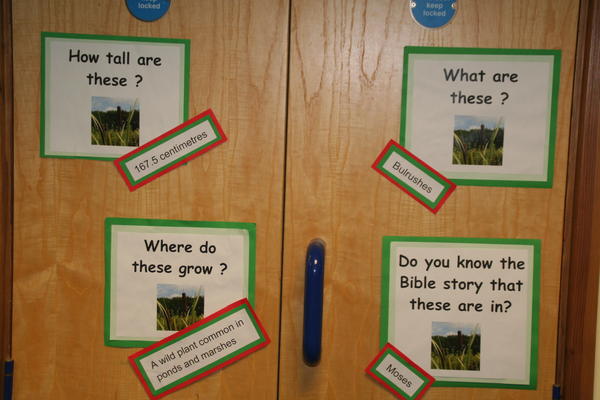 keep
locked
keep
locked
How tall are
these ?
167.5 centimetres
What are
these ?
Bulrushes
Where do
these grow ?
A wild plant common in
ponds and marshes
Do you know the
Bible story that
these are in?
Moses